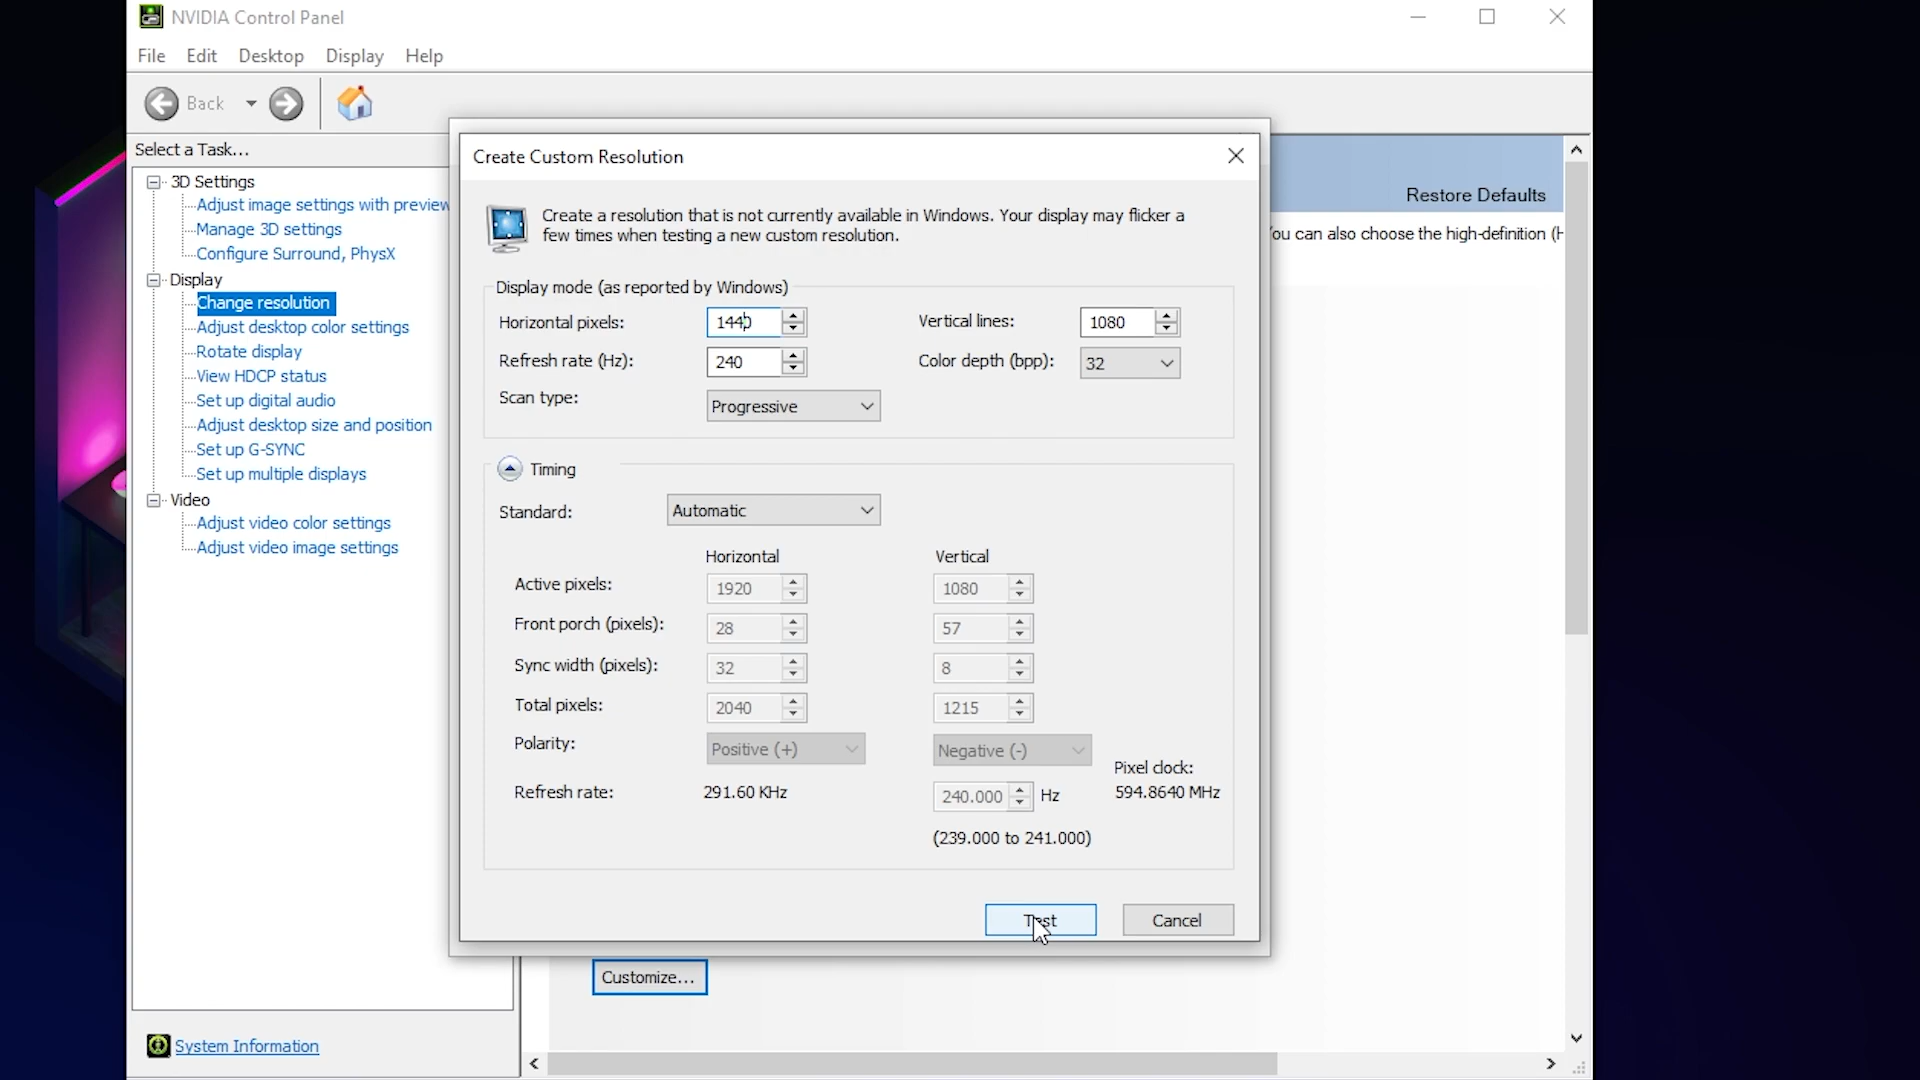 NVIDIA Control Panel
File Edit Desktop Display Help
Back
Select a Task...
3D Settings
Adjust image settings with preview
Manage 3D settings
Configure Surround, PhysX
Display
Change resolution
Adjust desktop color settings
Rotate display
View HDCP status
Set up digital audio
Adjust desktop size and position
Set up G-SYNC
Set up multiple displays
Video
Adjust video color settings
Adjust video image settings
System Information
Restore Defaults
You can also choose the high-definition (H
Create Custom Resolution
Create a resolution that is not currently available in Windows. Your display may flicker a
few times when testing a new custom resolution.
Display mode (as reported by Windows)
Horizontal pixels: 1440 Vertical lines: 1080
Refresh rate (Hz): 240 Color depth (bpp): 32
Scan type: Progressive
Timing
Standard: Automatic
Horizontal Vertical
Active pixels: 1920 1080
Front porch (pixels): 28 57
Sync width (pixels): 32 8
Total pixels: 2040 1215
Polarity: Positive (+) Negative (-)
Pixel clock:
Refresh rate: 291.60 KHz 240.000 Hz 594.8640 MHz
(239.000 to 241.000)
Test Cancel
Customize...